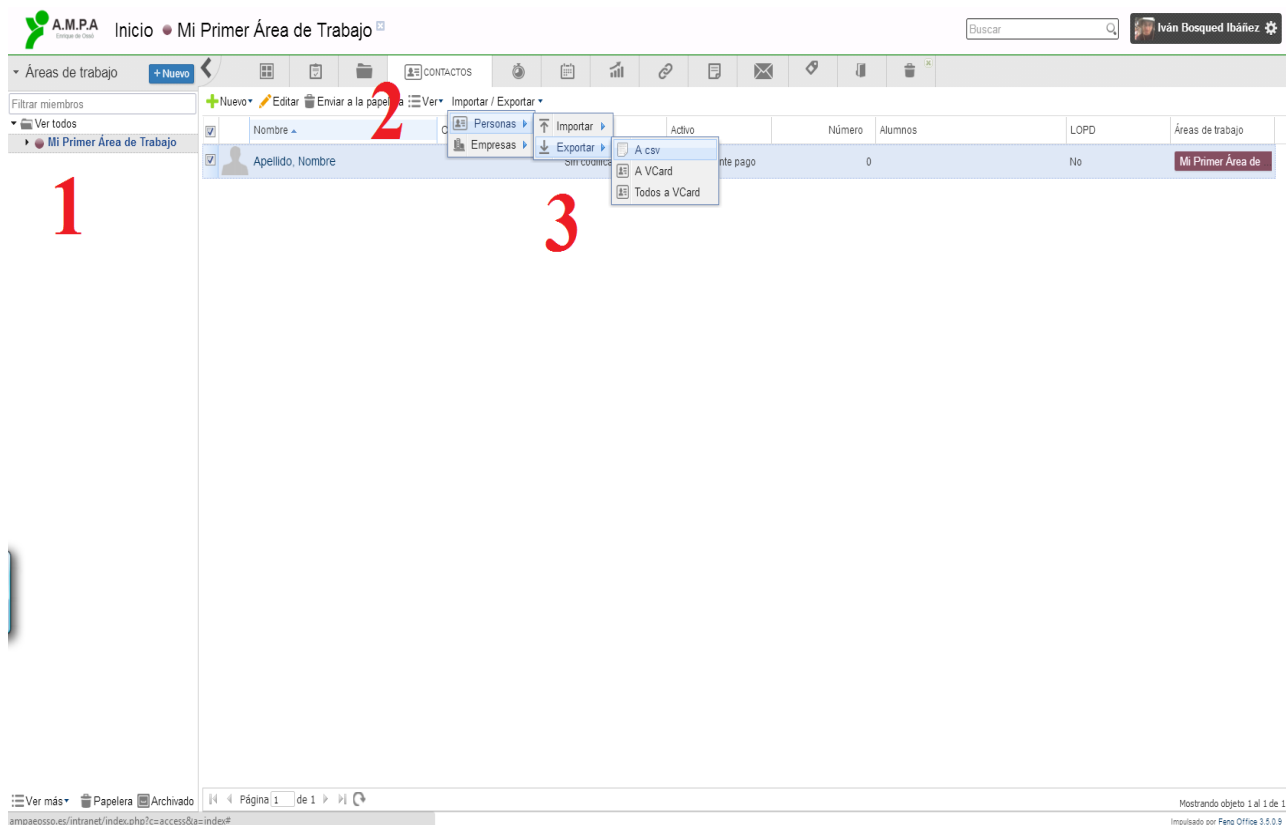 A.M.P.A
Enrique de Ossó
Inicio Mi Primer Área de Trabajo
Buscar
Iván Bosqued Ibáñez
Áreas de trabajo
+Nuevo
CONTACTOS
Filtrar miembros
Nuevo Editar Enviar a la papelera Ver Importar / Exportar
Ver todos
Mi Primer Área de Trabajo
Nombre
Personas
Importar
Activo
Número
Alumnos
LOPD
Áreas de trabajo
Empresas
Exportar
A csv
Apellido, Nombre
Sin codifica
nte pago
0
No
Mi Primer Área de
A VCard
Todos a VCard
1
2
3
Ver más Papelera Archivado
Página 1 de 1
Mostrando objeto 1 al 1 de 1
ampaeosso.es/intranet/index.php?c=access&a=index#
Impulsado por Feng Office 3.5.0.9